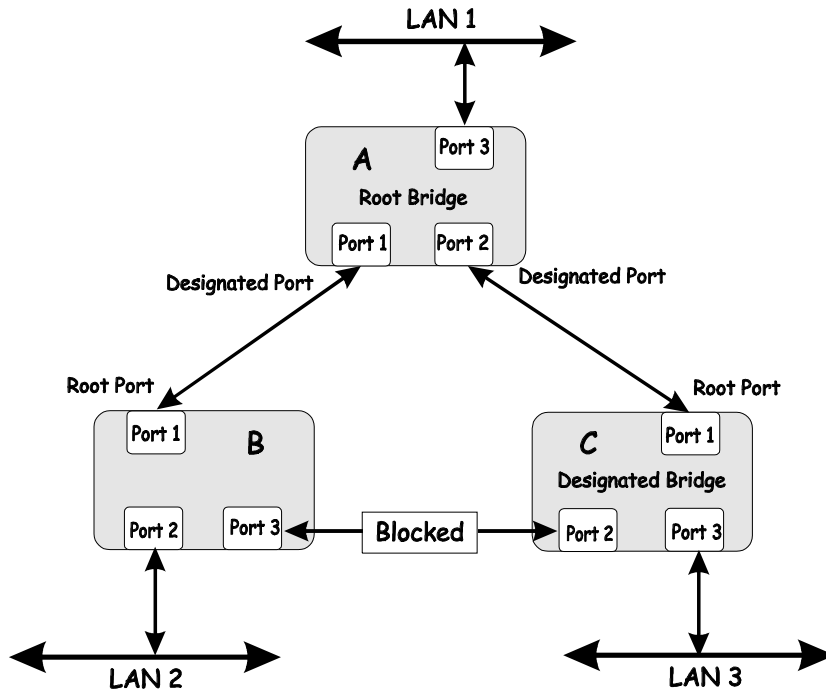 LAN 1
Port 3
A
Root Bridge
Port 1
Port 2
Designated Port
Designated Port
Root Port
Root Port
Port 1
B
C
Port 1
Designated Bridge
Port 2
Port 3
Blocked
Port 2
Port 3
LAN 2
LAN 3